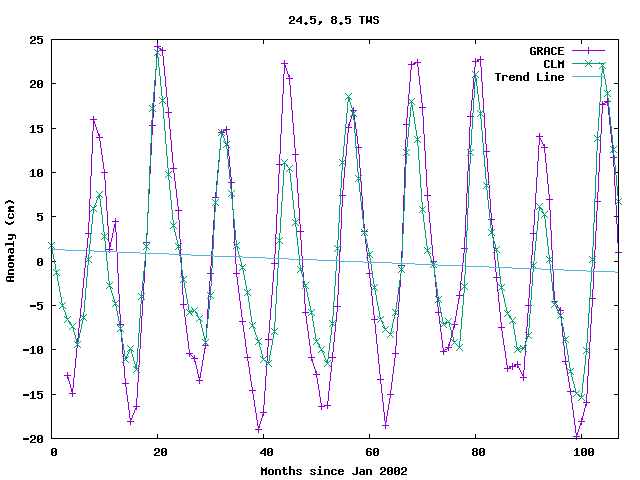 24.5, 8.5 TWS
GRACE
CLM
Trend Line
Anomaly (cm)
25
20
15
10
5
0
-5
-10
-15
-20
0 20 40 60 80 100
Months since Jan 2002